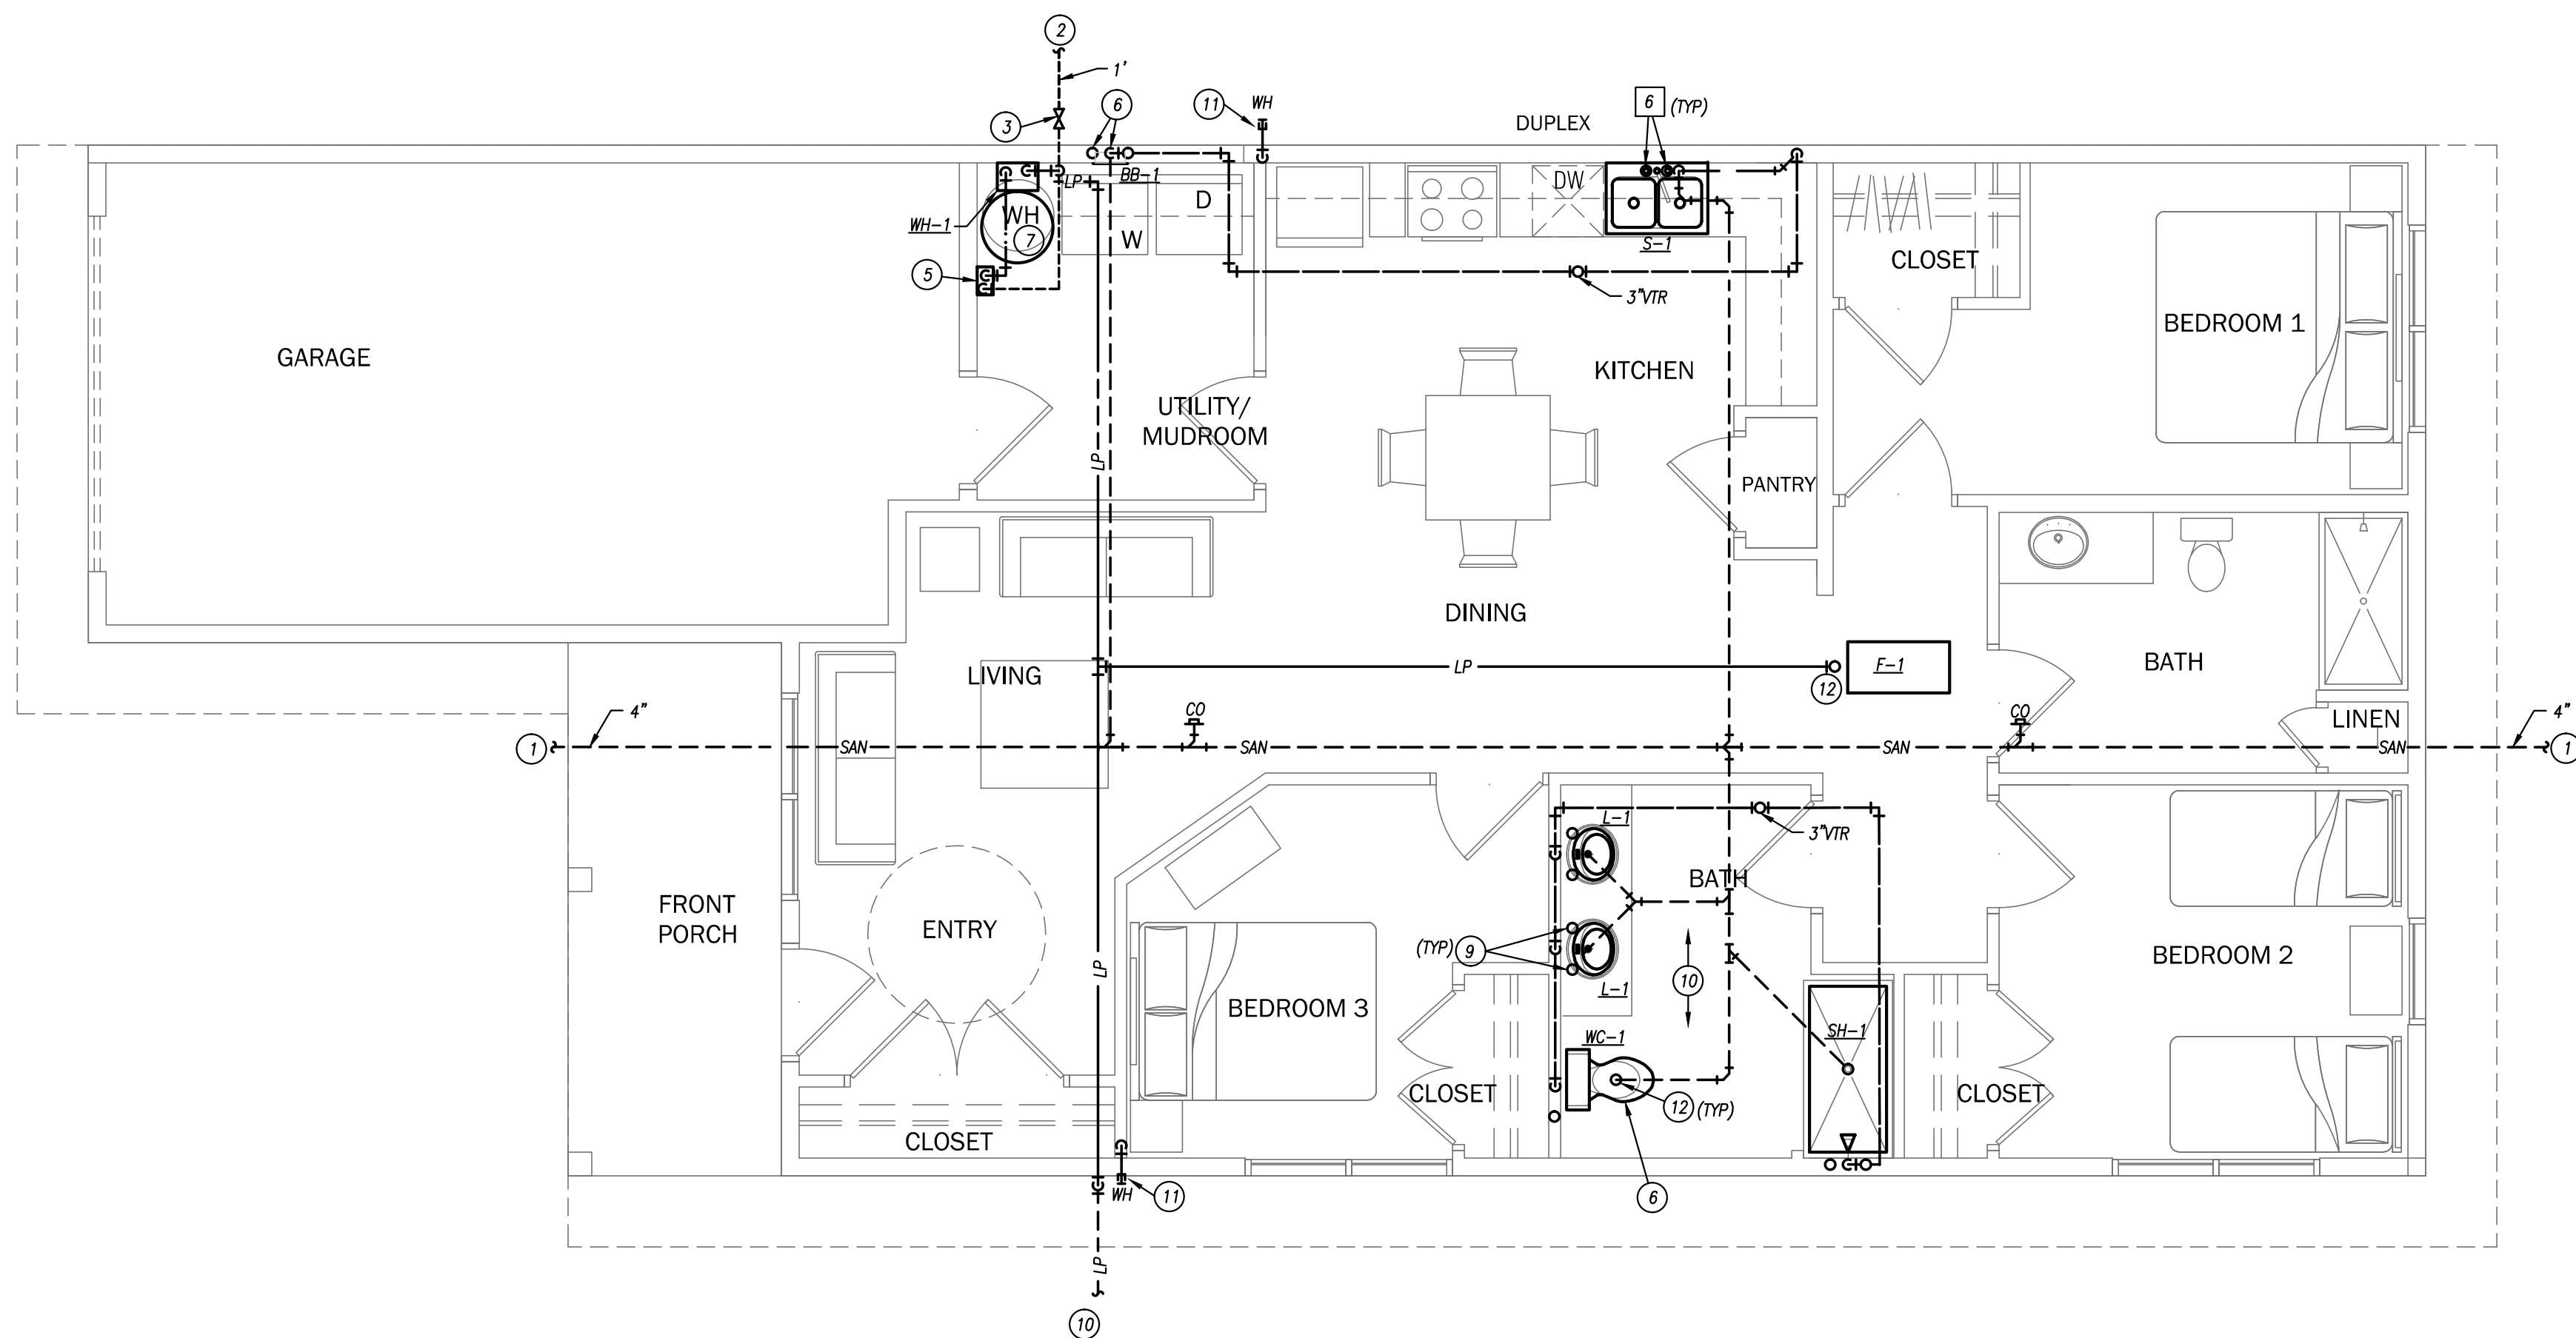 2
1'
3
6
11
WH
6
(TYP)
DUPLEX
LP
BB-1
DW
D
WH-1
WH
7
W
S-1
5
CLOSET
3"VTR
BEDROOM 1
GARAGE
KITCHEN
UTILITY/
MUDROOM
LP
PANTRY
DINING
LIVING
LP
F-1
BATH
12
4"
CO
CO
LINEN
4"
1
SAN
SAN
SAN
SAN
1
L-1
3"VTR
BATH
FRONT
PORCH
ENTRY
(TYP)
9
BEDROOM 2
LP
10
L-1
BEDROOM 3
SH-1
WC-1
CLOSET
CLOSET
12
(TYP)
CLOSET
WH
11
6
LP
10